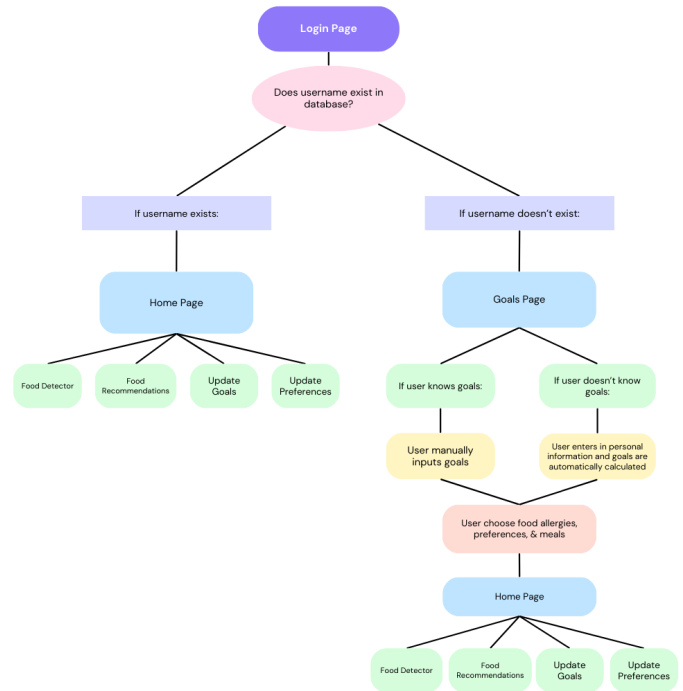 Login Page
Does username exist in
database?
If username exists:
If username doesn't exist:
Home Page
Goals Page
Food Detector
Food
Recommendations
Update
Goals
Update
Preferences
If user knows goals:
If user doesn't know
goals:
User manually
inputs goals
User enters in personal
information and goals are
automatically calculated
User choose food allergies,
preferences, & meals
Home Page
Food Detector
Food
Recommendations
Update
Goals
Update
Preferences